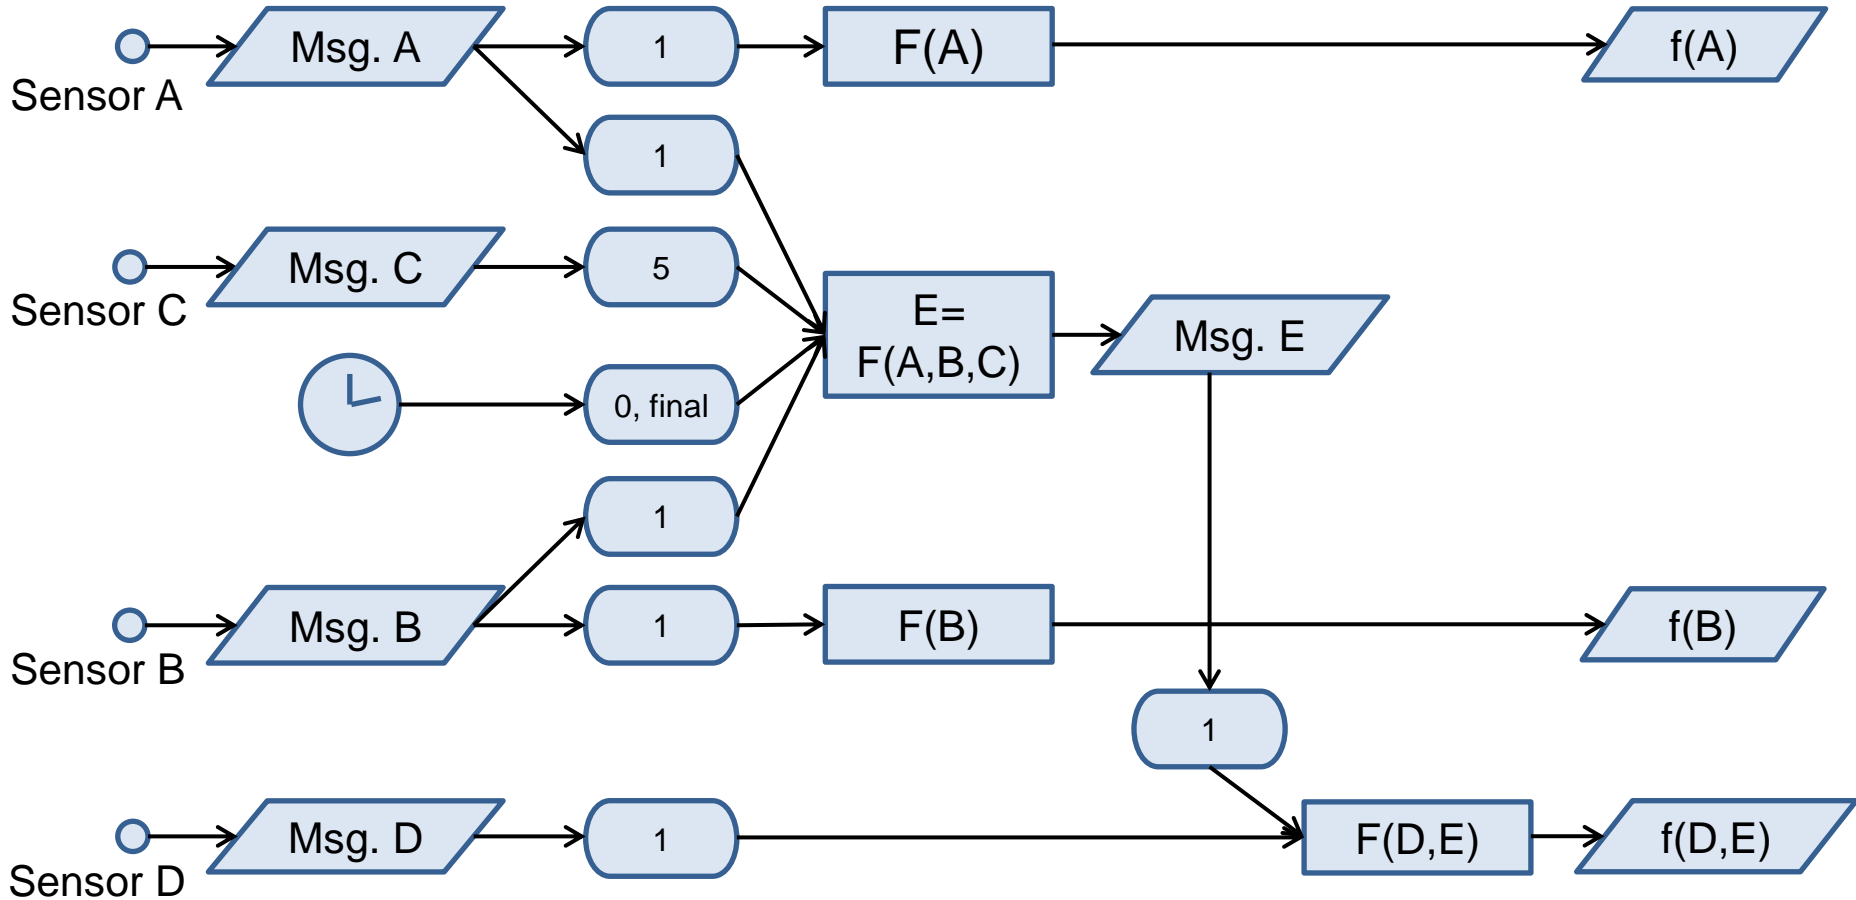 Msg. A
1
F(A)
f(A)
Sensor A
1
Msg. C
5
Sensor C
E=
F(A,B,C)
Msg. E
0, final
1
Msg. B
1
F(B)
f(B)
Sensor B
1
Msg. D
1
F(D,E)
f(D,E)
Sensor D